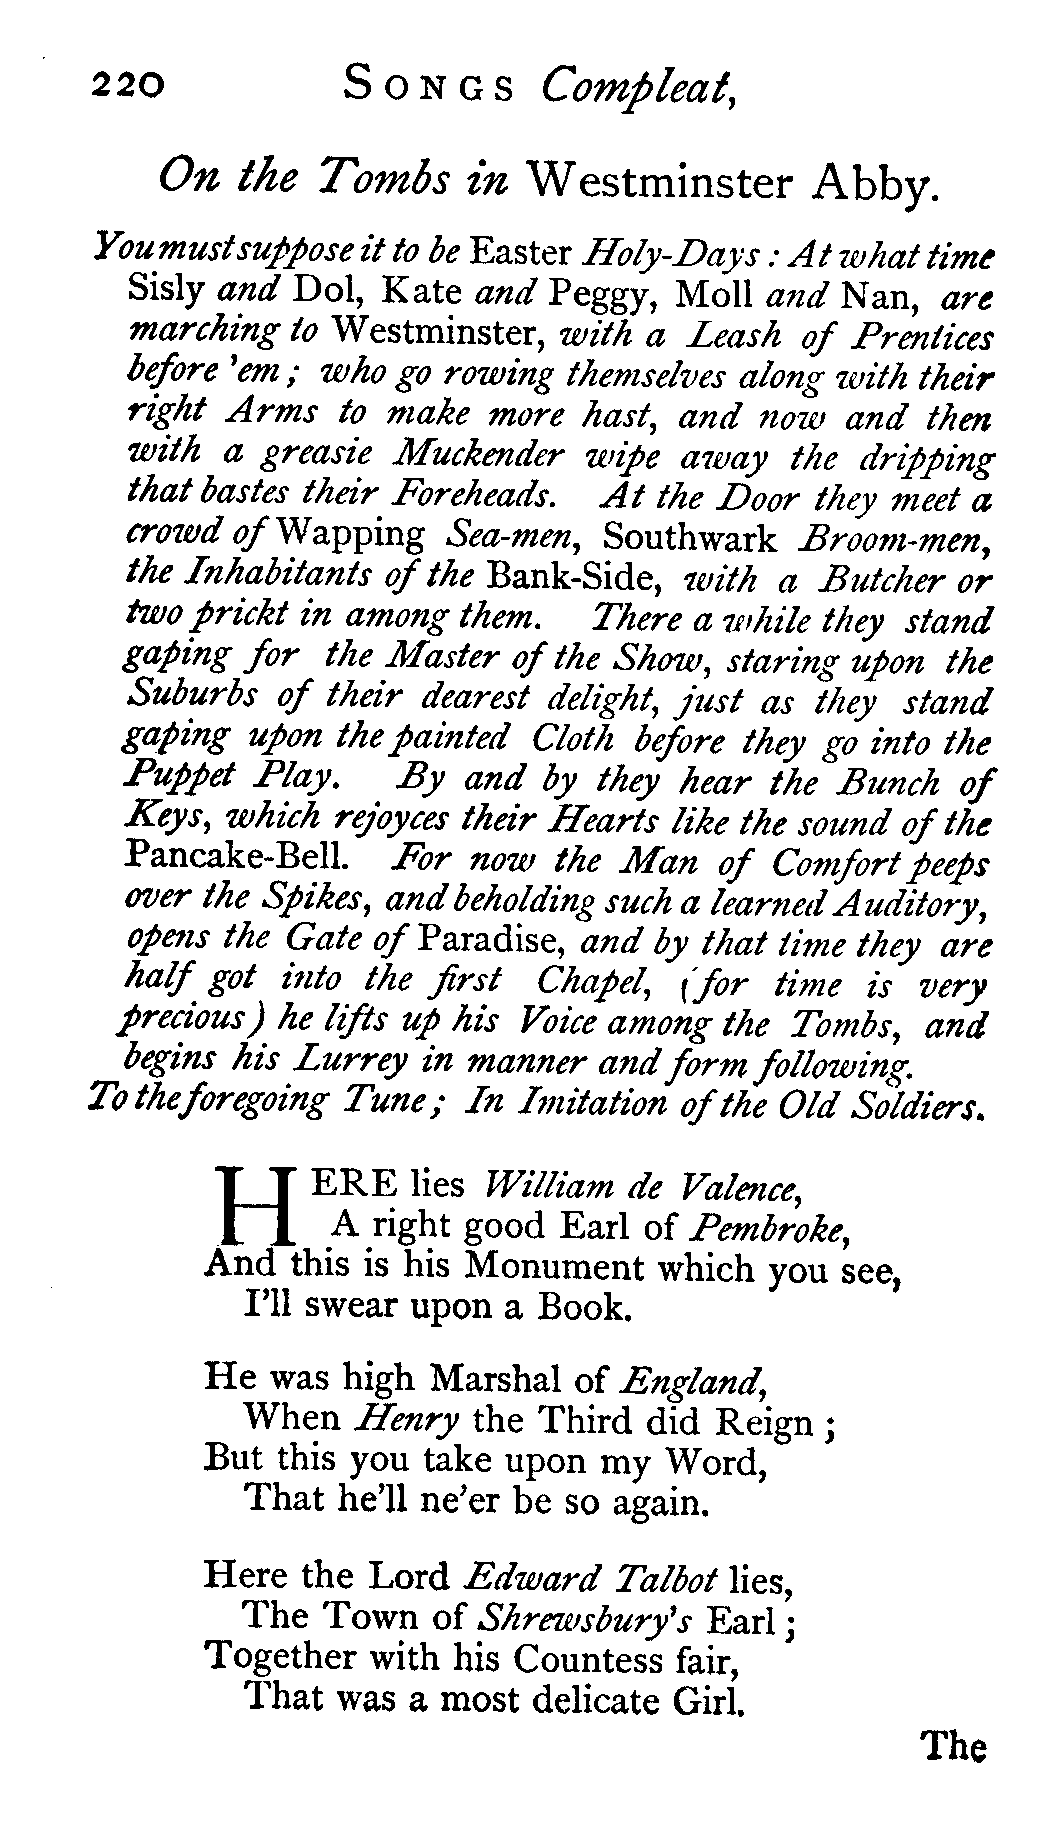 220 SONGS Compleat,
On the Tombs in Westminster Abby.
You must suppose it to be Easter Holy-Days : At what time
Sisly and Dol, Kate and Peggy, Moll and Nan, are
marching to Westminster, with a Leash of Prentices
before 'em ; who go rowing themselves along with their
right Arms to make more hast, and now and then
with a greasie Muckender wipe away the dripping
that bastes their Foreheads. At the Door they meet a
crowd of Wapping Sea-men, Southwark Broom-men,
the Inhabitants of the Bank-Side, with a Butcher or
two prickt in among them. There a while they stand
gaping for the Master of the Show, staring upon the
Suburbs of their dearest delight, just as they stand
gaping upon the painted Cloth before they go into the
Puppet Play. By and by they hear the Bunch of
Keys, which rejoyces their Hearts like the sound of the
Pancake-Bell. For now the Man of Comfort peeps
over the Spikes, and beholding such a learned Auditory,
opens the Gate of Paradise, and by that time they are
half got into the first Chapel, (for time is very
precious) he lifts up his Voice among the Tombs, and
begins his Lurrey in manner and form following.
To the foregoing Tune ; In Imitation of the Old Soldiers.
HERE lies William de Valence,
A right good Earl of Pembroke,
And this is his Monument which you see,
I'll swear upon a Book.
He was high Marshal of England,
When Henry the Third did Reign ;
But this you take upon my Word,
That he'll ne'er be so again.
Here the Lord Edward Talbot lies,
The Town of Shrewsbury's Earl ;
Together with his Countess fair,
That was a most delicate Girl.
The